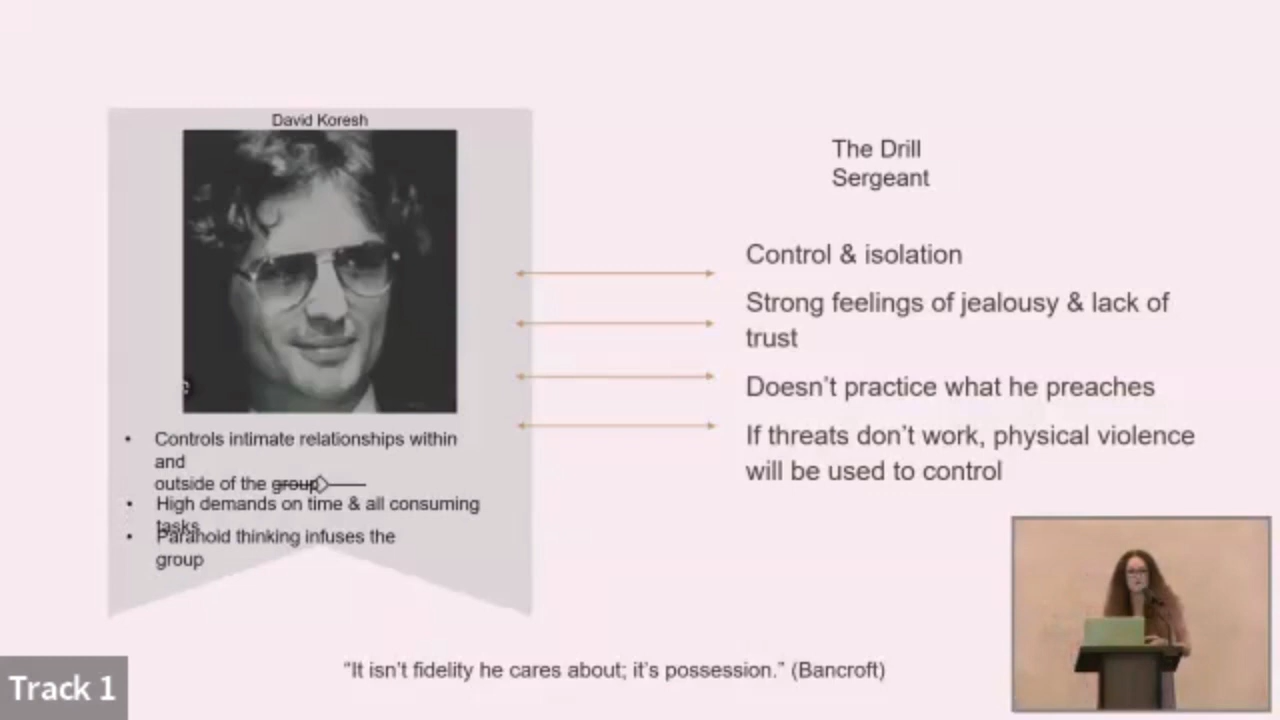 David Koresh
• Controls intimate relationships within
and
outside of the group
• High demands on time & all consuming
tasks
• Paranoid thinking infuses the
group
The Drill
Sergeant
Control & isolation
Strong feelings of jealousy & lack of
trust
Doesn't practice what he preaches
If threats don't work, physical violence
will be used to control
“It isn't fidelity he cares about; it's possession.” (Bancroft)
Track 1